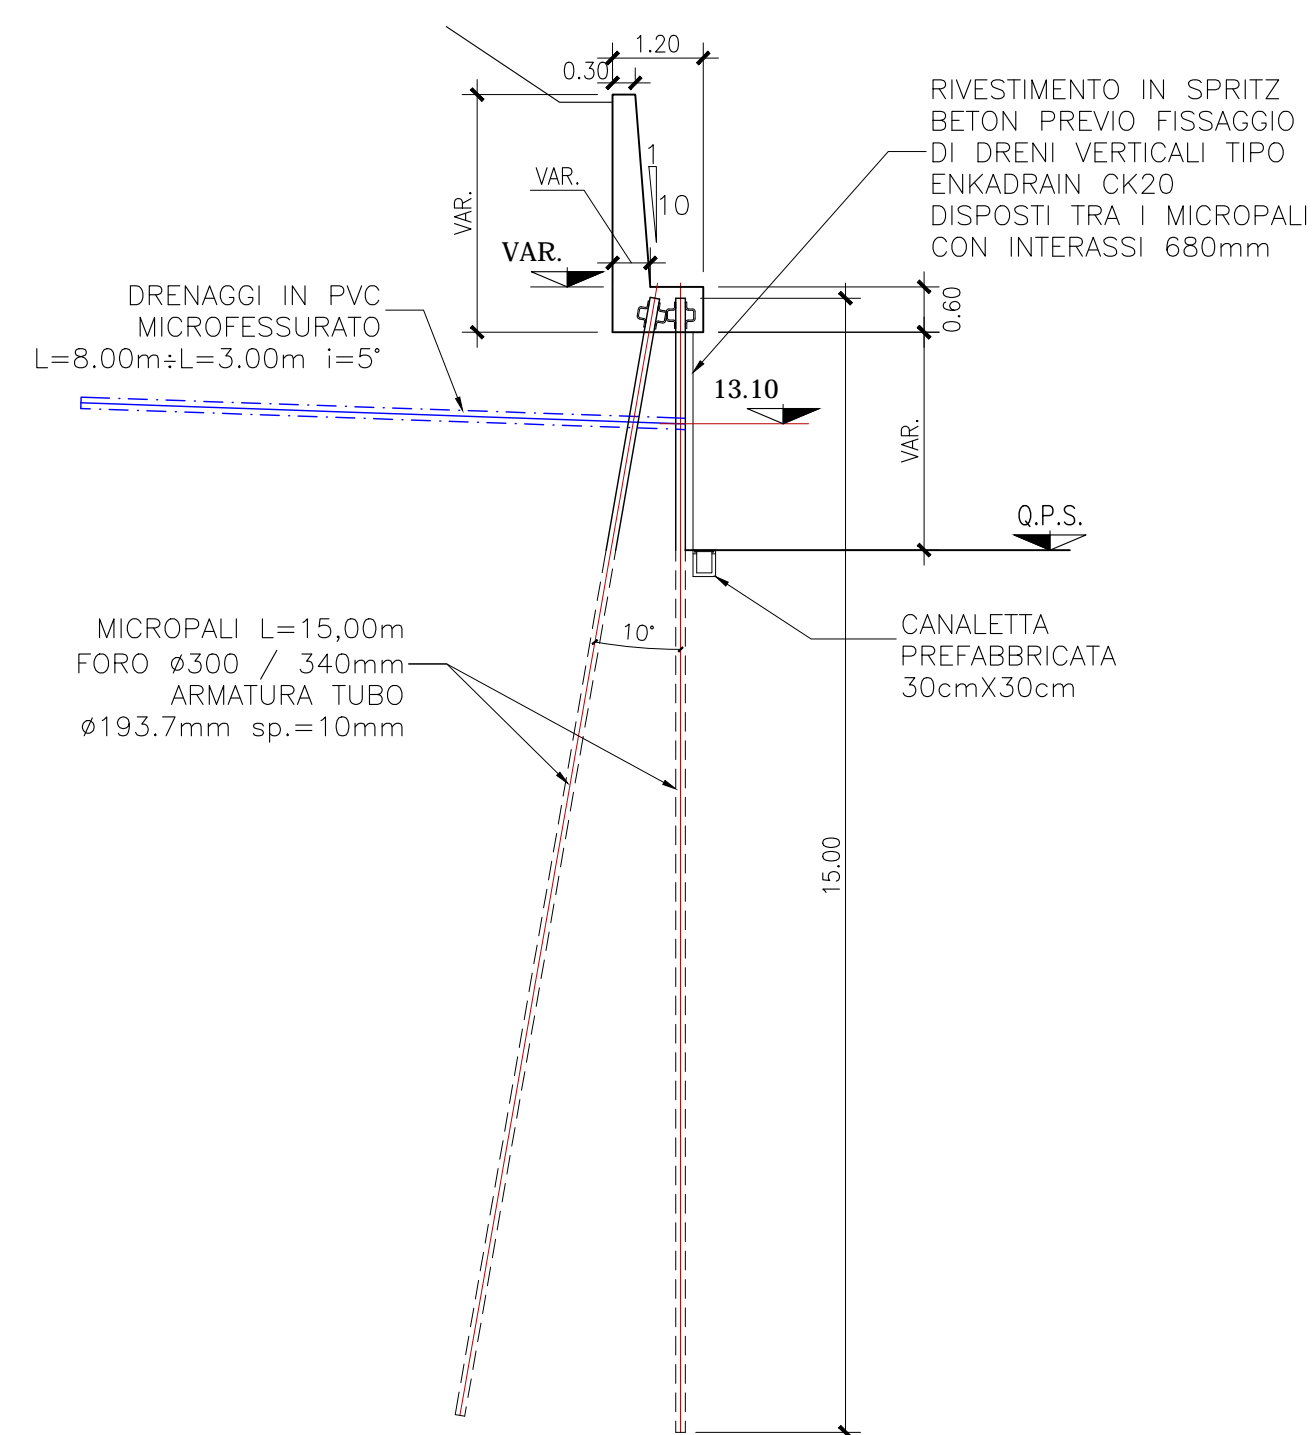 1.20
0.30
RIVESTIMENTO IN SPRITZ
BETON PREVIO FISSAGGIO
DI DRENI VERTICALI TIPO
ENKADRAIN CK20
DISPOSTI TRA I MICROPALI
CON INTERASSI 680mm
1
10
VAR.
VAR.
VAR.
DRENAGGI IN PVC
MICROFESSURATO
L=8.00m÷L=3.00m i=5°
0.60
13.10
VAR.
Q.P.S.
MICROPALI L=15,00m
FORO ø300 / 340mm
ARMATURA TUBO
ø193.7mm sp.=10mm
10°
CANALETTA
PREFABBRICATA
30cmX30cm
15.00